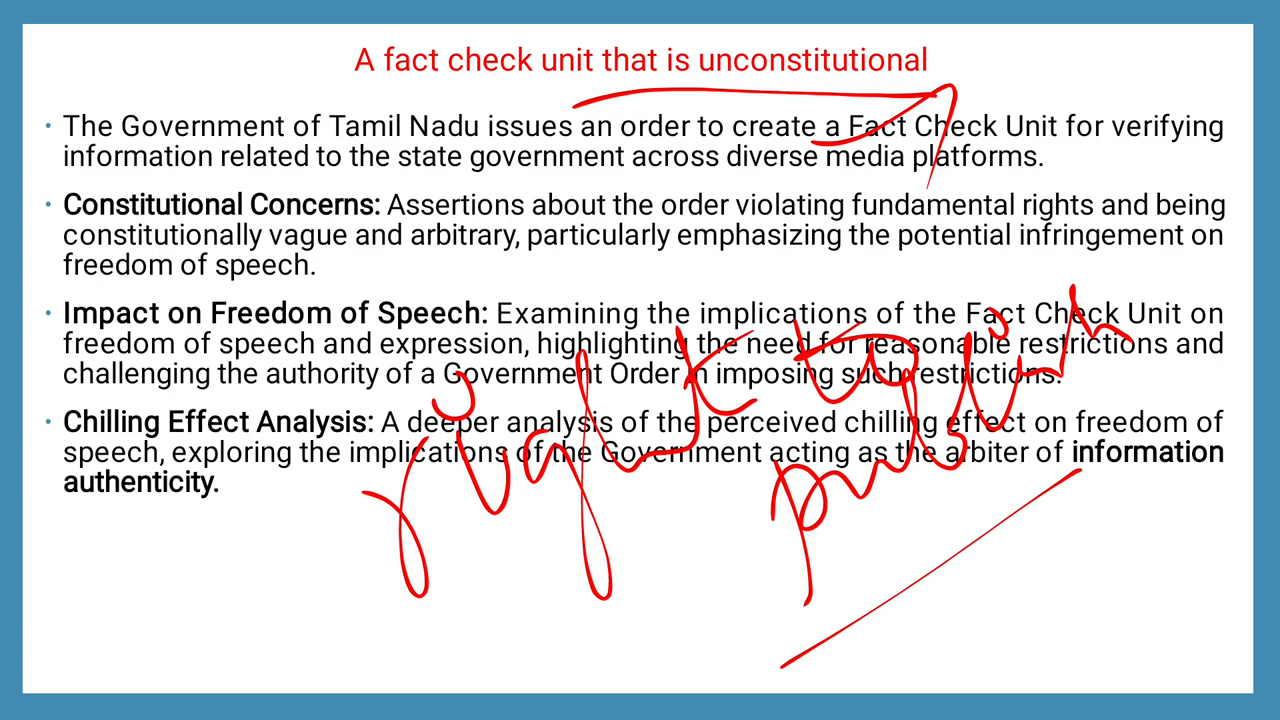 A fact check unit that is unconstitutional
• The Government of Tamil Nadu issues an order to create a Fact Check Unit for verifying
information related to the state government across diverse media platforms.
• Constitutional Concerns: Assertions about the order violating fundamental rights and being
constitutionally vague and arbitrary, particularly emphasizing the potential infringement on
freedom of speech.
• Impact on Freedom of Speech: Examining the implications of the Fact Check Unit on
freedom of speech and expression, highlighting the need for reasonable restrictions and
challenging the authority of a Government Order in imposing such restrictions.
• Chilling Effect Analysis: A deeper analysis of the perceived chilling effect on freedom of
speech, exploring the implications of the Government acting as the arbiter of information
authenticity.
right to
publish